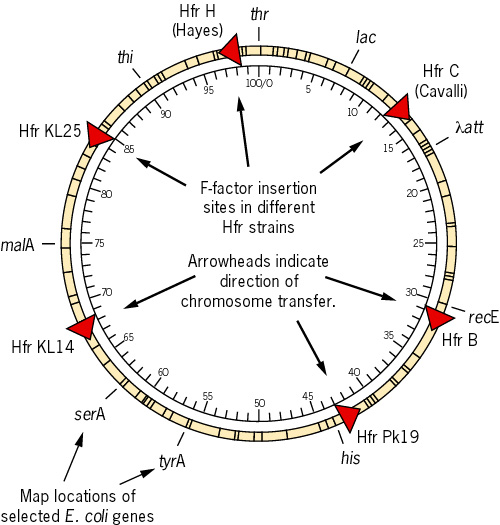 Hfr H
(Hayes)
thr
lac
Hfr C
(Cavalli)
λatt
thi
Hfr KL25
malA
Hfr KL14
serA
tyrA
his
Hfr Pk19
Hfr B
recE
100/0
5
10
15
20
25
30
35
40
45
50
55
60
65
70
75
80
85
90
95
F-factor insertion
sites in different
Hfr strains
Arrowheads indicate
direction of
chromosome transfer.
Map locations of
selected E. coli genes